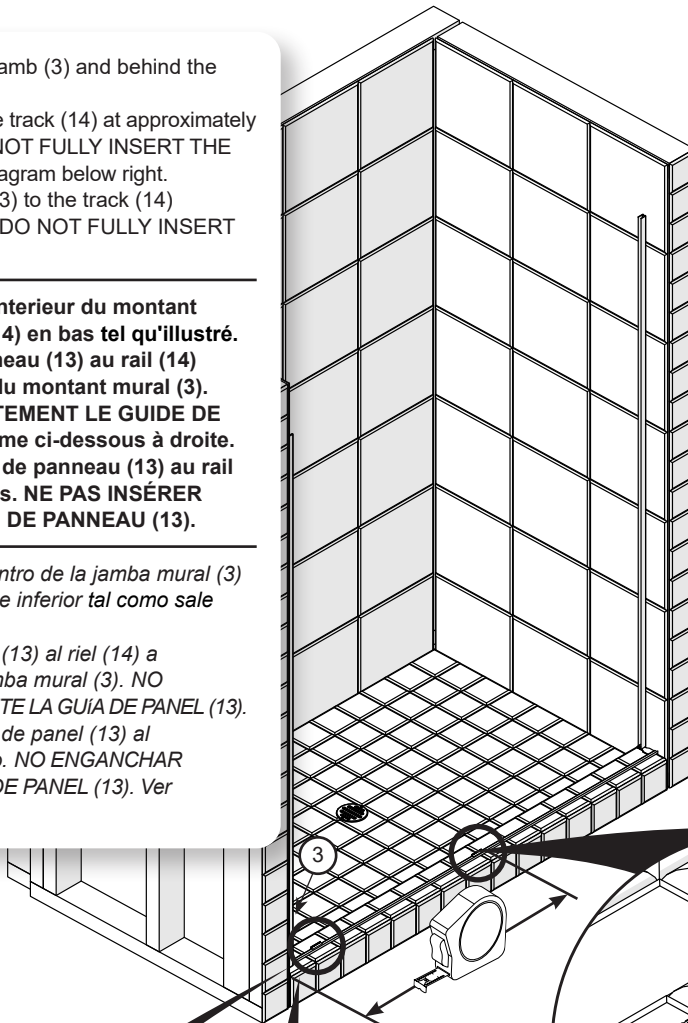 amb (3) and behind the
e track (14) at approximately
NOT FULLY INSERT THE
agram below right.
3) to the track (14)
DO NOT FULLY INSERT
nterieur du montant
4) en bas tel qu'illustré.
neau (13) au rail (14)
du montant mural (3).
TEMENT LE GUIDE DE
me ci-dessous à droite.
de panneau (13) au rail
s. NE PAS INSÉRER
DE PANNEAU (13).
ntro de la jamba mural (3)
e inferior tal como sale
(13) al riel (14) a
mba mural (3). NO
TE LA GUíA DE PANEL (13).
de panel (13) al
o. NO ENGANCHAR
DE PANEL (13). Ver
3